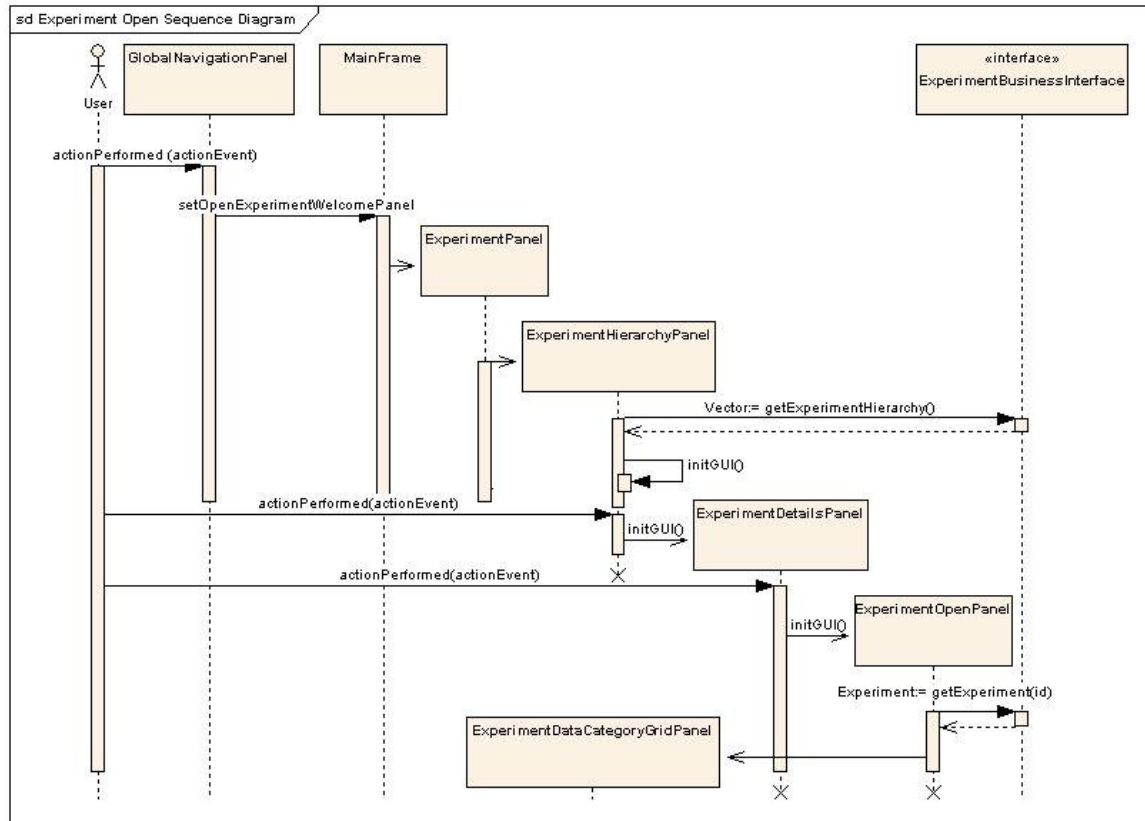 sd Experiment Open Sequence Diagram
User
GlobalNavigationPanel
MainFrame
«interface»
ExperimentBusinessInterface
actionPerformed (actionEvent)
setOpenExperimentWelcomePanel
ExperimentPanel
ExperimentHierarchyPanel
Vector:= getExperimentHierarchy()
initGUI()
actionPerformed(actionEvent)
ExperimentDetailsPanel
initGUI()
actionPerformed(actionEvent)
ExperimentOpenPanel
initGUI()
Experiment:= getExperiment(id)
ExperimentDataCategoryGridPanel